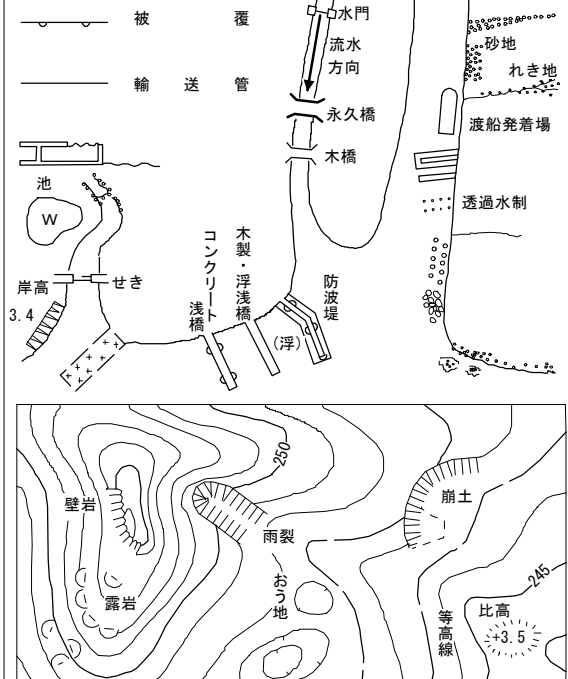 被覆
輸送管
水門
流水
方向
永久橋
木橋
砂地
れき地
渡船発着場
透過水制
池
W
岸高
3.4
せき
コンクリート
浅橋
木製・浮浅橋
防波堤
(浮)
250
壁岩
雨裂
崩土
露岩
おう地
等高線
245
比高
+3.5